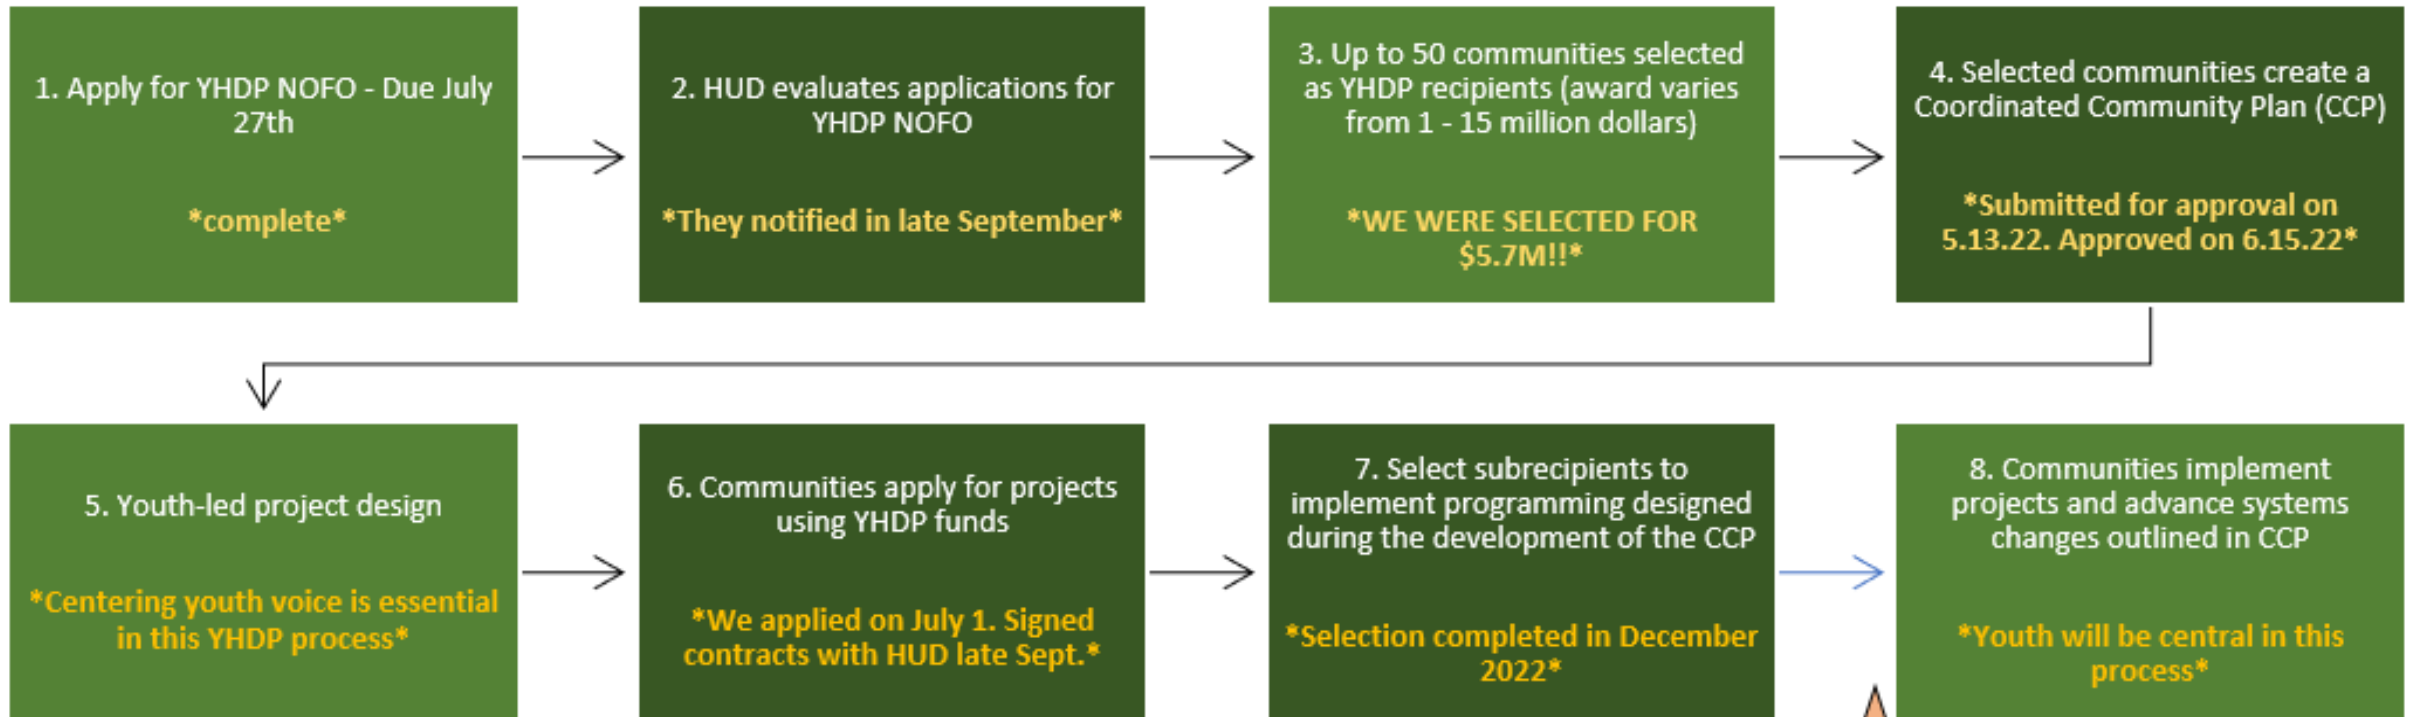 1. Apply for YHDP NOFO - Due July
27th
*complete*
2. HUD evaluates applications for
YHDP NOFO
*They notified in late September*
3. Up to 50 communities selected
as YHDP recipients (award varies
from 1 - 15 million dollars)
*WE WERE SELECTED FOR
$5.7M!!*
4. Selected communities create a
Coordinated Community Plan (CCP)
*Submitted for approval on
5.13.22. Approved on 6.15.22*
5. Youth-led project design
*Centering youth voice is essential
in this YHDP process*
6. Communities apply for projects
using YHDP funds
*We applied on July 1. Signed
contracts with HUD late Sept.*
7. Select subrecipients to
implement programming designed
during the development of the CCP
*Selection completed in December
2022*
8. Communities implement
projects and advance systems
changes outlined in CCP
*Youth will be central in this
process*